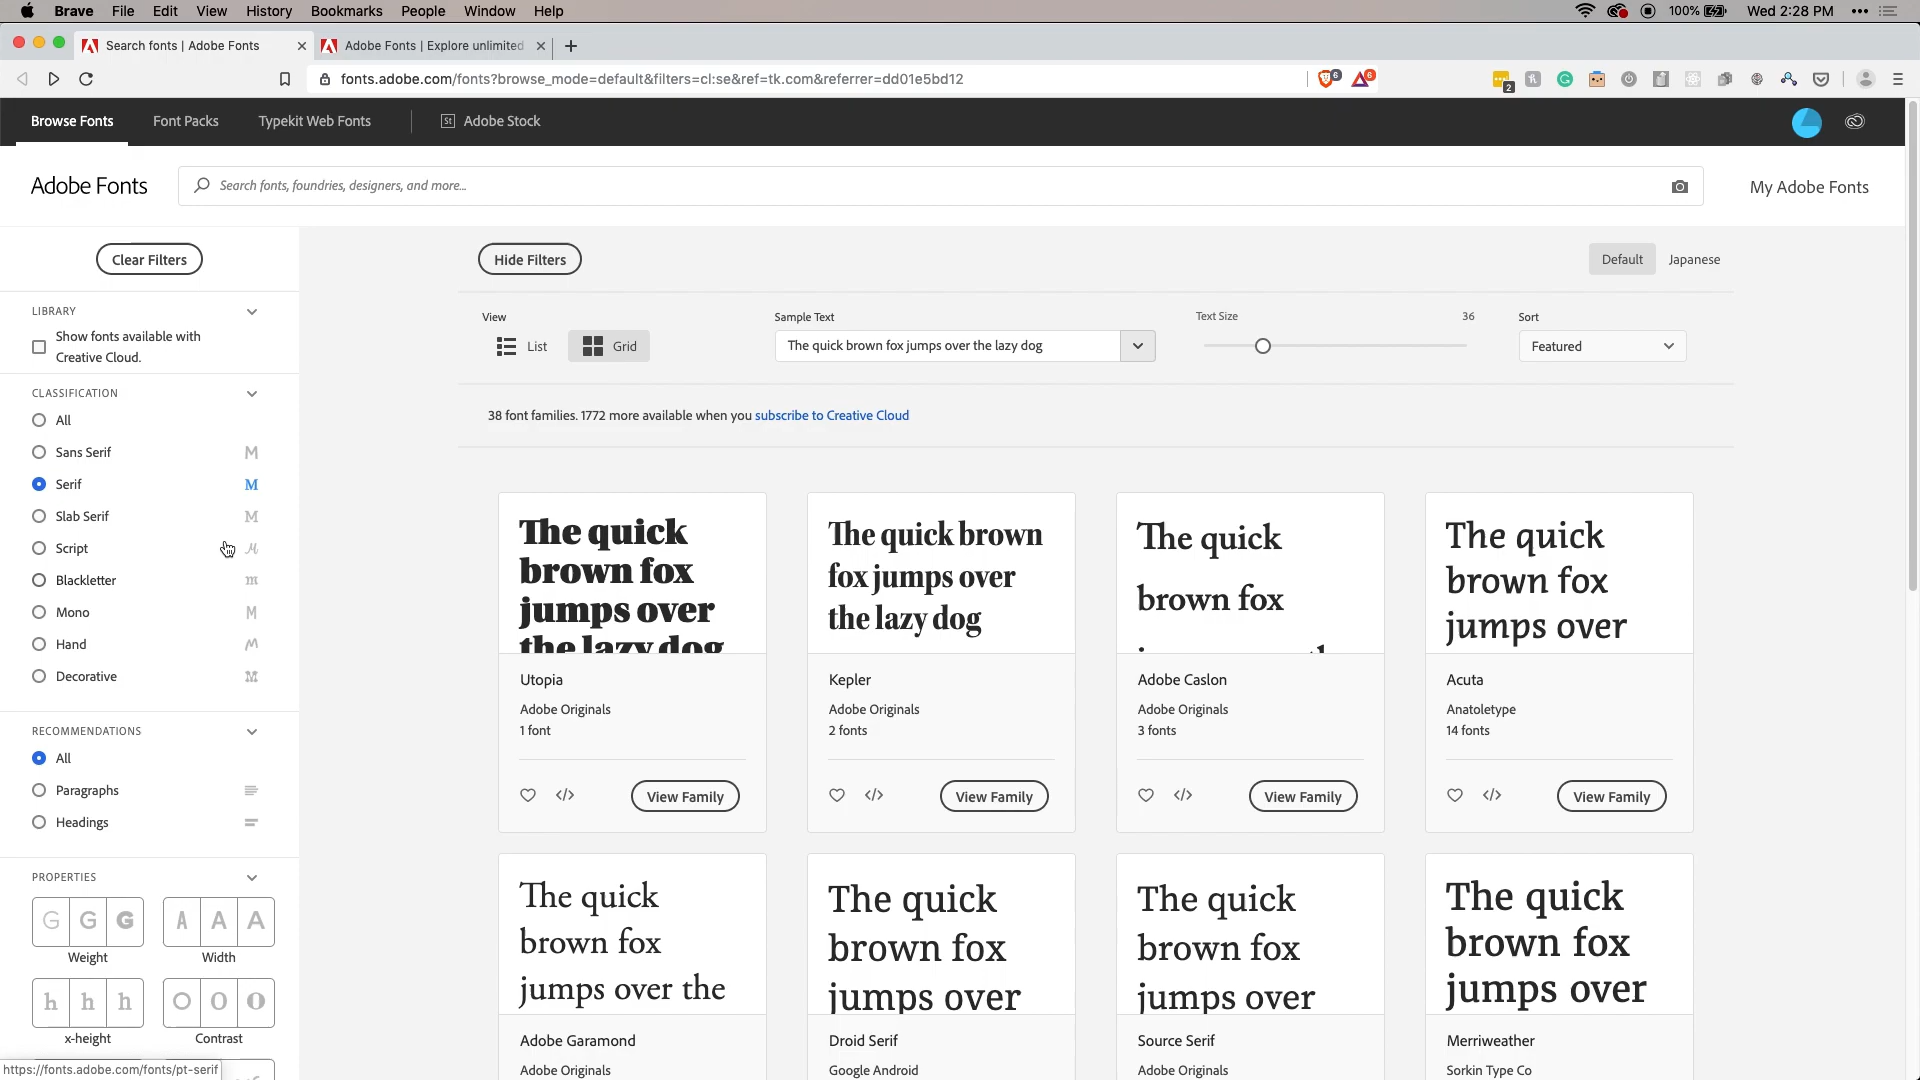 Brave File Edit View History Bookmarks People Window Help 100% Wed 2:28 PM
Search fonts | Adobe Fonts Adobe Fonts | Explore unlimited
fonts.adobe.com/fonts?browse_mode=default&filters=cl:se&ref=tk.com&referrer=dd01e5bd12 6 6 2
Browse Fonts Font Packs Typekit Web Fonts St Adobe Stock
Adobe Fonts Search fonts, foundries, designers, and more... My Adobe Fonts
Clear Filters Hide Filters Default Japanese
LIBRARY
Show fonts available with
Creative Cloud.
View Sample Text Text Size 36 Sort
List Grid The quick brown fox jumps over the lazy dog Featured
38 font families. 1772 more available when you subscribe to Creative Cloud
CLASSIFICATION
All
Sans Serif M
Serif M
Slab Serif M
Script M
Blackletter m
Mono M
Hand M
Decorative M
RECOMMENDATIONS
All
Paragraphs
Headings
PROPERTIES
G G G A A A
Weight Width
h h h O O O
x-height Contrast
The quick
brown fox
jumps over
the lazy dog
Utopia
Adobe Originals
1 font
</> View Family
The quick brown
fox jumps over
the lazy dog
Kepler
Adobe Originals
2 fonts
</> View Family
The quick
brown fox
Adobe Caslon
Adobe Originals
3 fonts
</> View Family
The quick
brown fox
jumps over
Acuta
Anatoletype
14 fonts
</> View Family
The quick
brown fox
jumps over the
Adobe Garamond
Adobe Originals
The quick
brown fox
jumps over
Droid Serif
Google Android
The quick
brown fox
jumps over
Source Serif
Adobe Originals
The quick
brown fox
jumps over
Merriweather
Sorkin Type Co
https://fonts.adobe.com/fonts/pt-serif